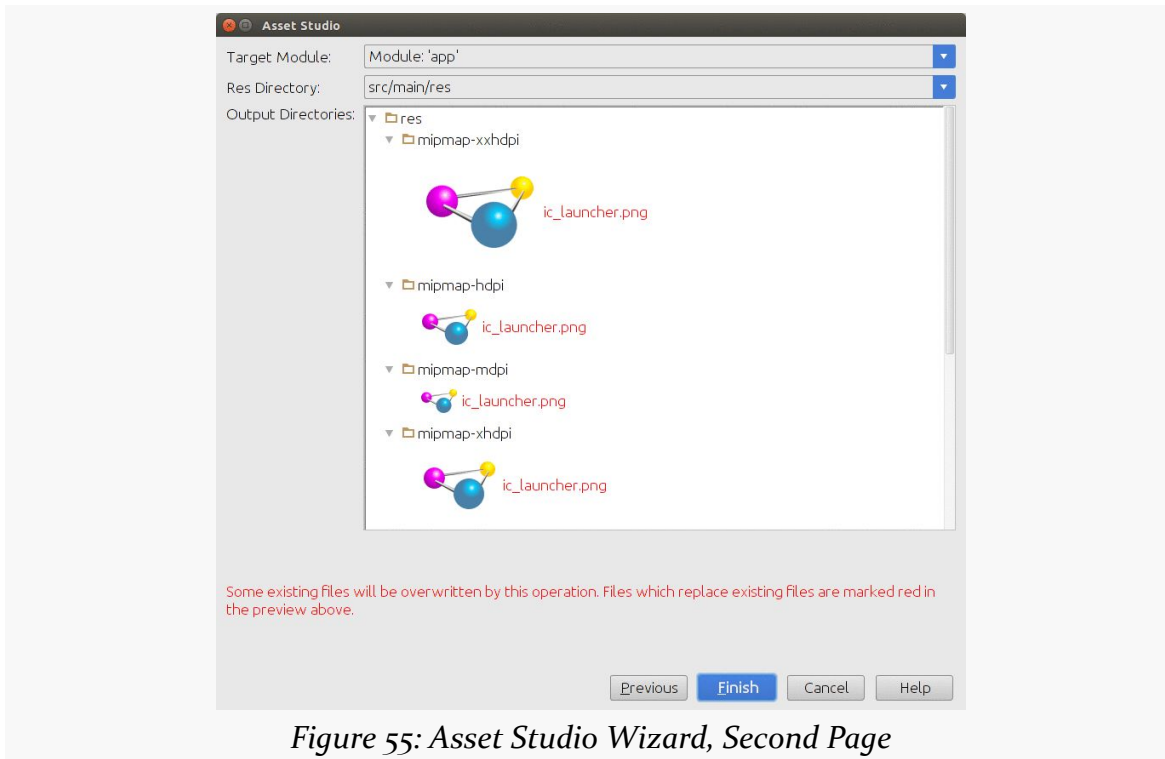 Asset Studio
Target Module: Module: 'app'
Res Directory: src/main/res
Output Directories: res
mipmap-xxhdpi
ic_launcher.png
mipmap-hdpi
ic_launcher.png
mipmap-mdpi
ic_launcher.png
mipmap-xhdpi
ic_launcher.png
Some existing files will be overwritten by this operation. Files which replace existing files are marked red in
the preview above.
Previous Finish Cancel Help
Figure 55: Asset Studio Wizard, Second Page